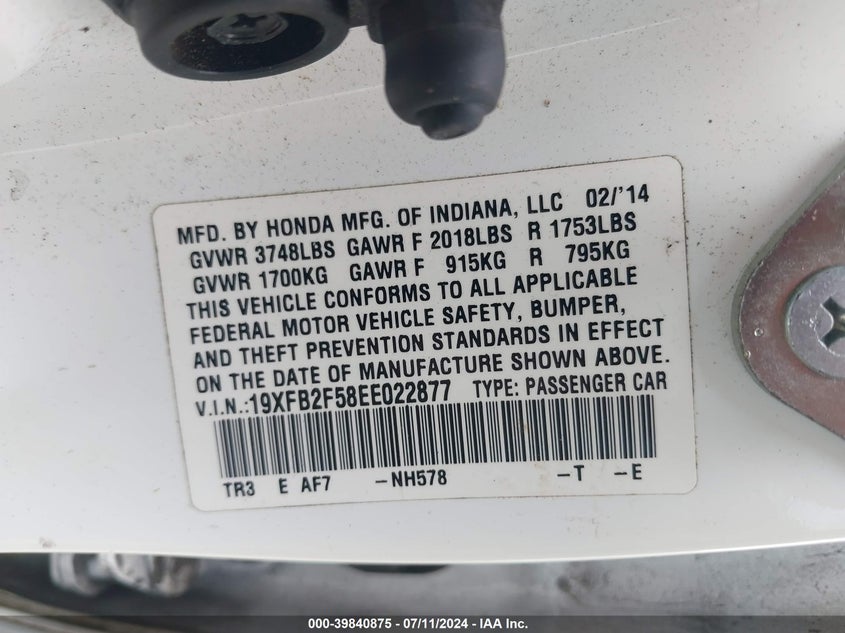 MFD. BY HONDA MFG. OF INDIANA, LLC 02/'14
GVWR 3748LBS GAWR F 2018LBS R 1753LBS
GVWR 1700KG GAWR F 915KG R 795KG
THIS VEHICLE CONFORMS TO ALL APPLICABLE
FEDERAL MOTOR VEHICLE SAFETY, BUMPER,
AND THEFT PREVENTION STANDARDS IN EFFECT
ON THE DATE OF MANUFACTURE SHOWN ABOVE.
V.I.N.:19XFB2F58EE022877 TYPE: PASSENGER CAR
TR3 E AF7 -NH578 -T -E
000-39840875 - 07/11/2024 - IAA Inc.